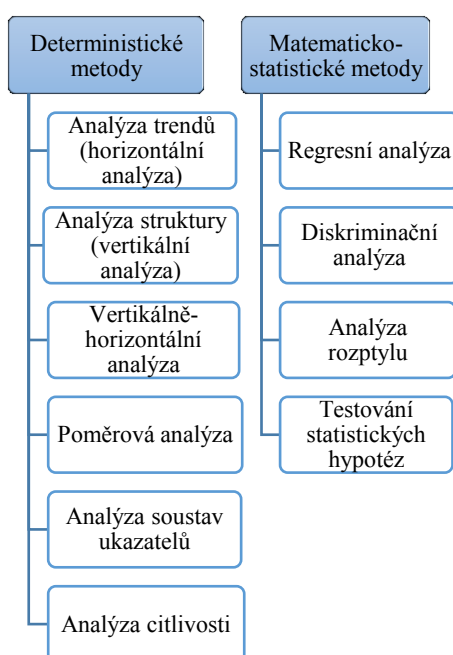 Deterministické
metody
Analýza trendů
(horizontální
analýza)
Analýza struktury
(vertikální
analýza)
Vertikálně-
horizontální
analýza
Poměrová analýza
Analýza soustav
ukazatelů
Analýza citlivosti
Matematicko-
statistické metody
Regresní analýza
Diskriminační
analýza
Analýza
rozptylu
Testování
statistických
hypotéz